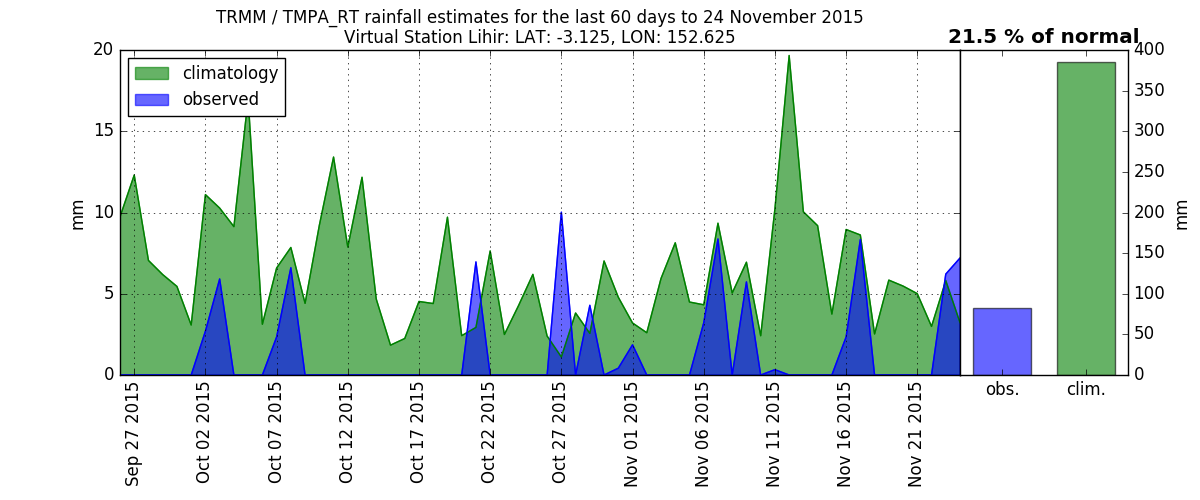 TRMM / TMPA_RT rainfall estimates for the last 60 days to 24 November 2015
Virtual Station Lihir: LAT: -3.125, LON: 152.625
21.5 % of normal
climatology
observed
20
15
10
5
0
mm
Sep 27 2015
Oct 02 2015
Oct 07 2015
Oct 12 2015
Oct 17 2015
Oct 22 2015
Oct 27 2015
Nov 01 2015
Nov 06 2015
Nov 11 2015
Nov 16 2015
Nov 21 2015
400
350
300
250
200
150
100
50
0
mm
obs.
clim.